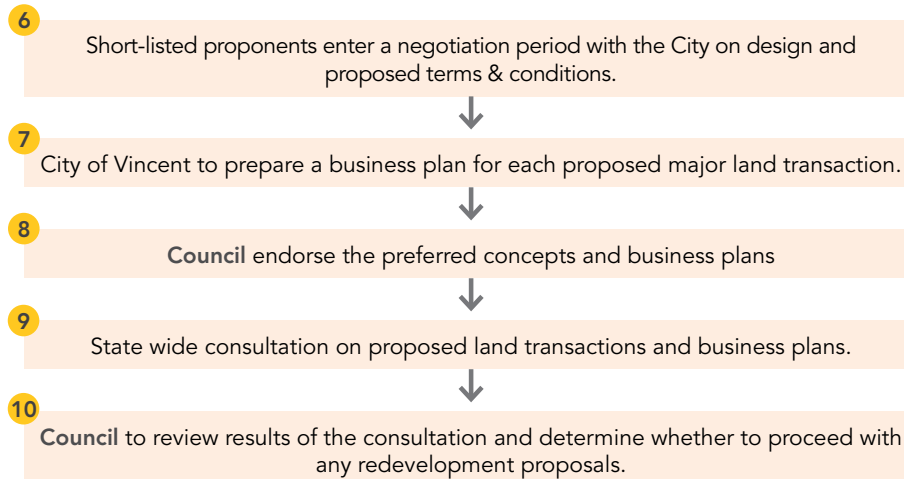 6
Short-listed proponents enter a negotiation period with the City on design and
proposed terms & conditions.
7
City of Vincent to prepare a business plan for each proposed major land transaction.
8
Council endorse the preferred concepts and business plans
9
State wide consultation on proposed land transactions and business plans.
10
Council to review results of the consultation and determine whether to proceed with
any redevelopment proposals.